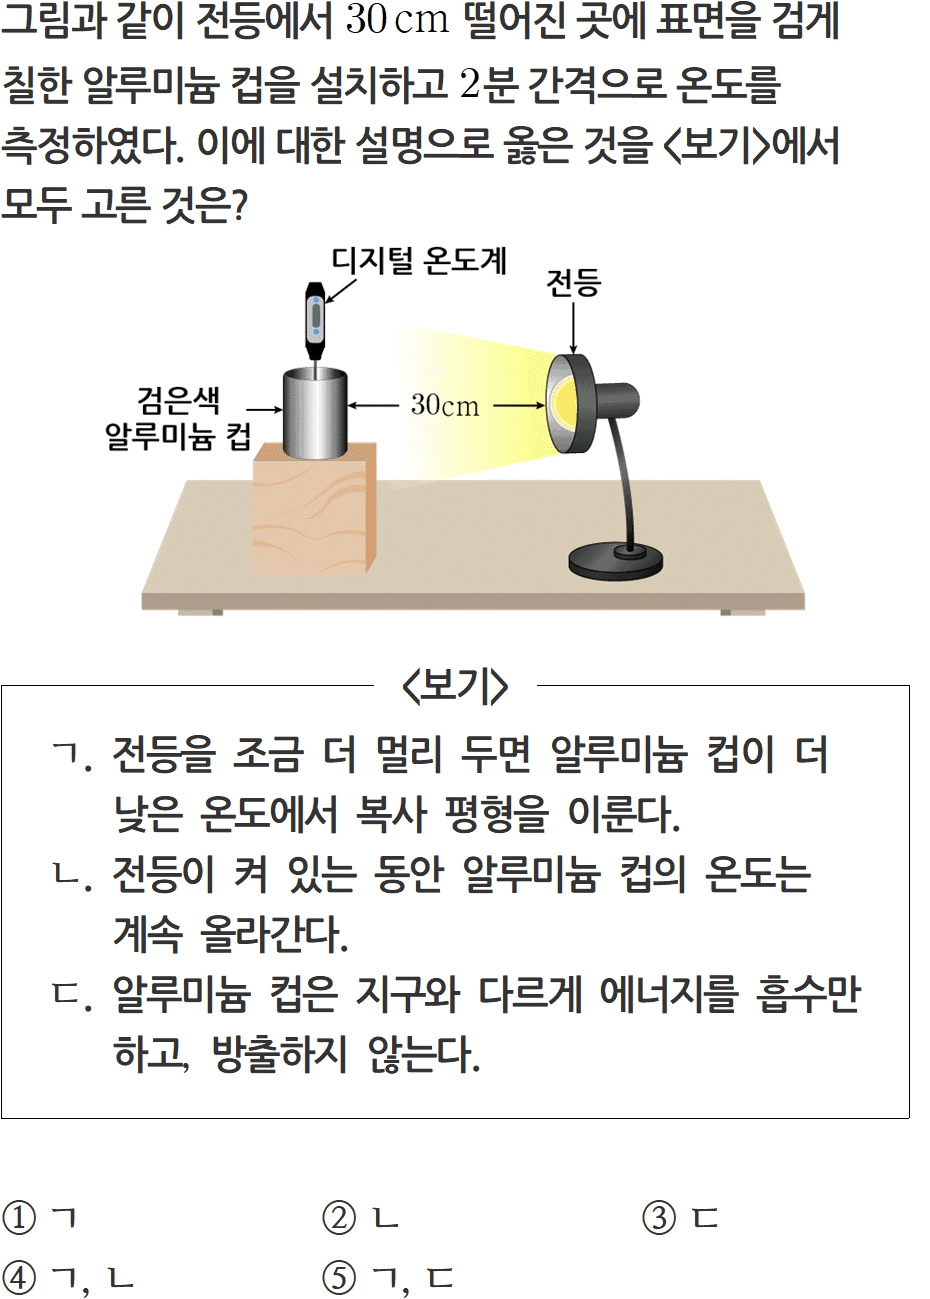 그림과 같이 전등에서 30 cm 떨어진 곳에 표면을 검게
칠한 알루미늄 컵을 설치하고 2분 간격으로 온도를
측정하였다. 이에 대한 설명으로 옳은 것을 <보기>에서
모두 고른 것은?
디지털 온도계
전등
검은색
알루미늄 컵
30cm
<보기>
ㄱ. 전등을 조금 더 멀리 두면 알루미늄 컵이 더
낮은 온도에서 복사 평형을 이룬다.
ㄴ. 전등이 켜 있는 동안 알루미늄 컵의 온도는
계속 올라간다.
ㄷ. 알루미늄 컵은 지구와 다르게 에너지를 흡수만
하고, 방출하지 않는다.
① ㄱ ② ㄴ ③ ㄷ
④ ㄱ, ㄴ ⑤ ㄱ, ㄷ